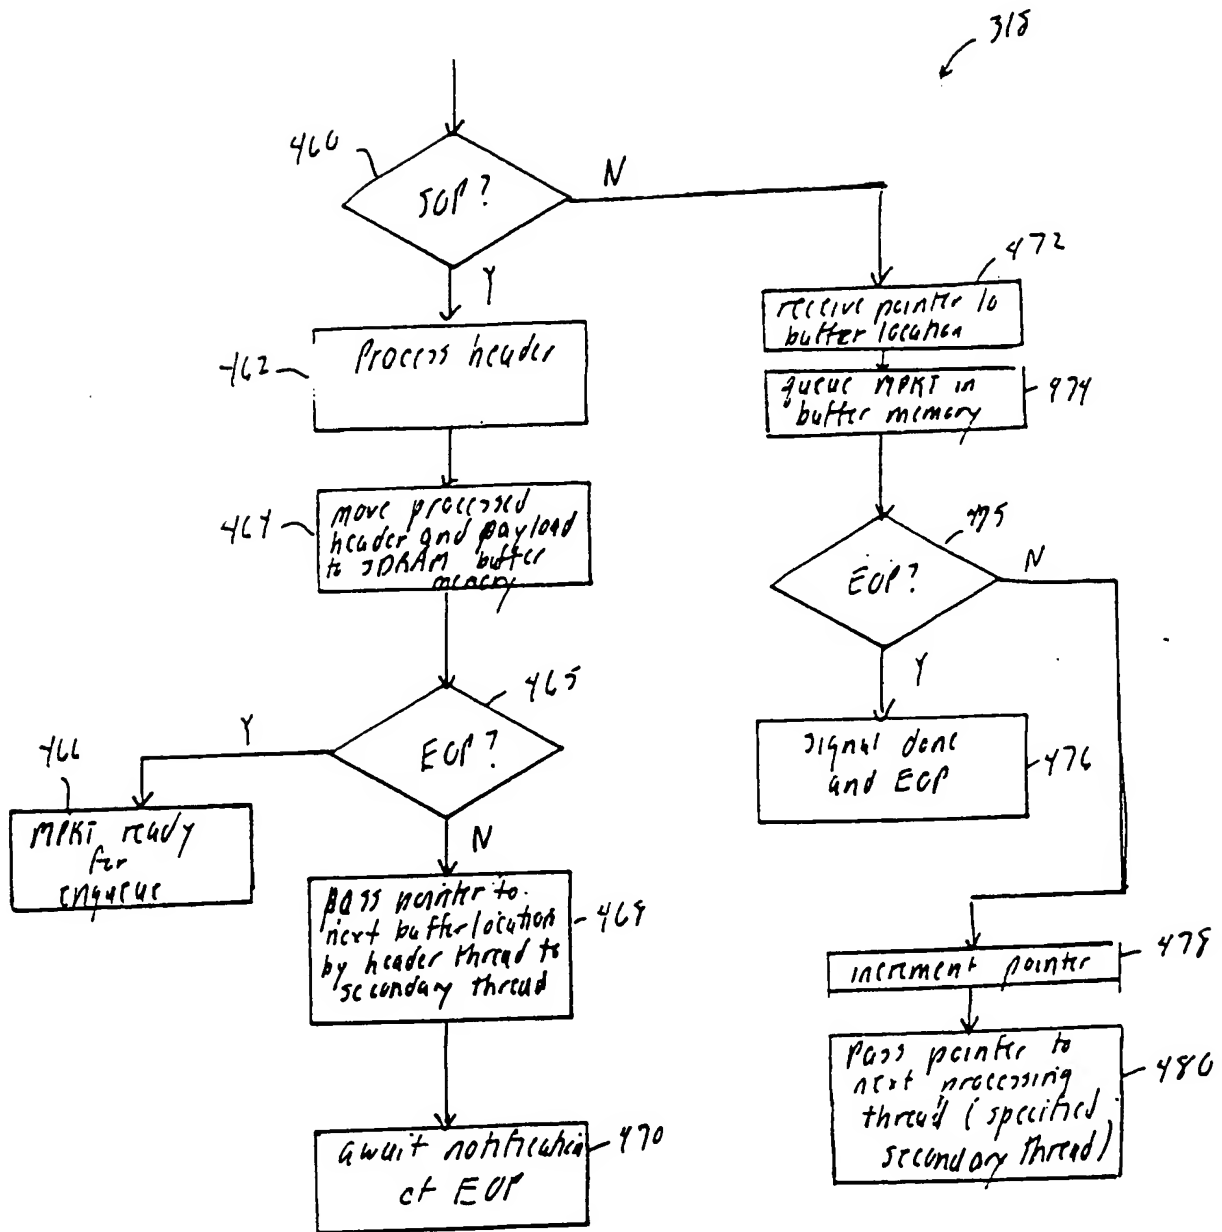 318
460
SOP?
N
Y
462
Process header
472
receive pointer to
buffer location
queue MPKT in
buffer memory
474
464
move processed
header and payload
to SDRAM buffer
memory
475
EOP?
N
Y
signal done
and EOP
476
465
EOP?
Y
466
MPKT ready
for
enqueue
N
pass pointer to
next buffer location
by header thread to
secondary thread
468
increment pointer
478
pass pointer to
next processing
thread (specified
secondary thread)
480
await notification
of EOP
470